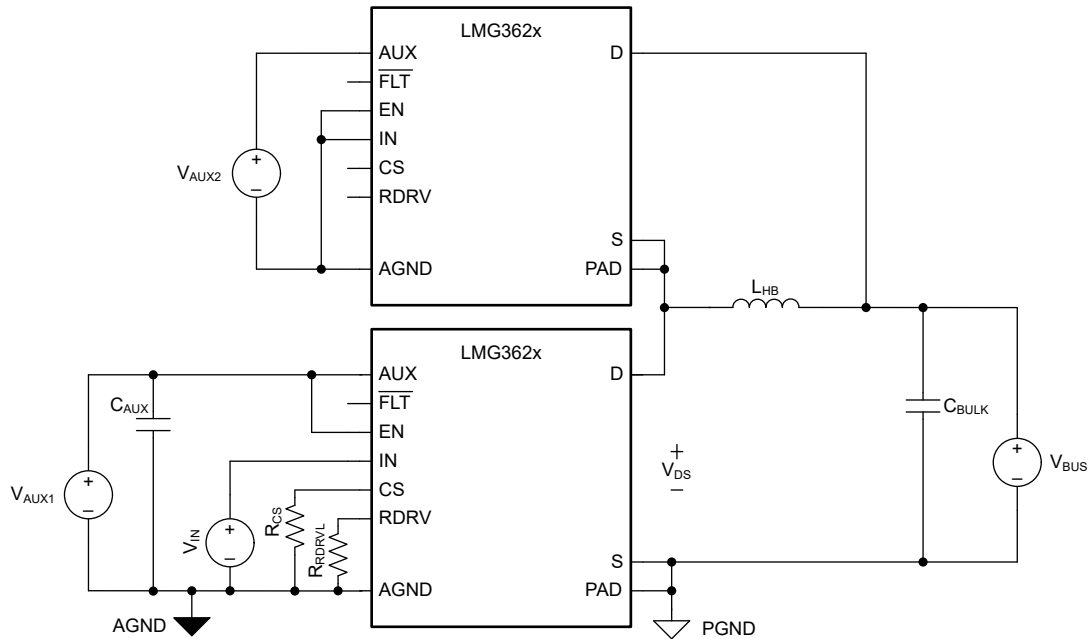 LMG362x
AUX
D
FLT
EN
IN
CS
RDRV
VAUX2
+
−
S
PAD
AGND
LHB
LMG362x
AUX
D
CAUX
FLT
EN
CBULK
IN
+
VDS
−
+
−
VBUS
CS
VAUX1
+
−
RCS
RDRV
VIN
+
−
RRDRVL
S
AGND
PAD
AGND
PGND